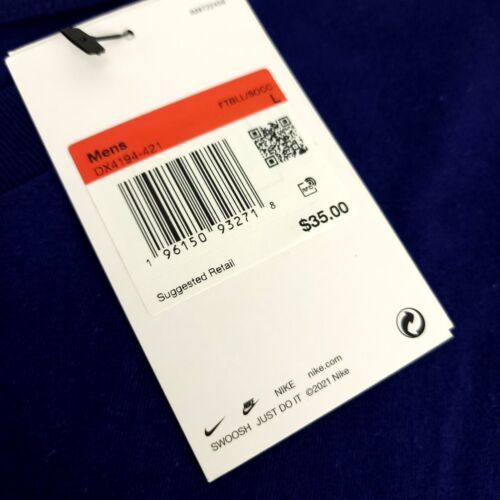 Mens
FTBLL/SOCC
DX4194-421
L
1 96150 93271 8
$35.00
Suggested Retail
NIKE nike.com
SWOOSH JUST DO IT ©2021 Nike